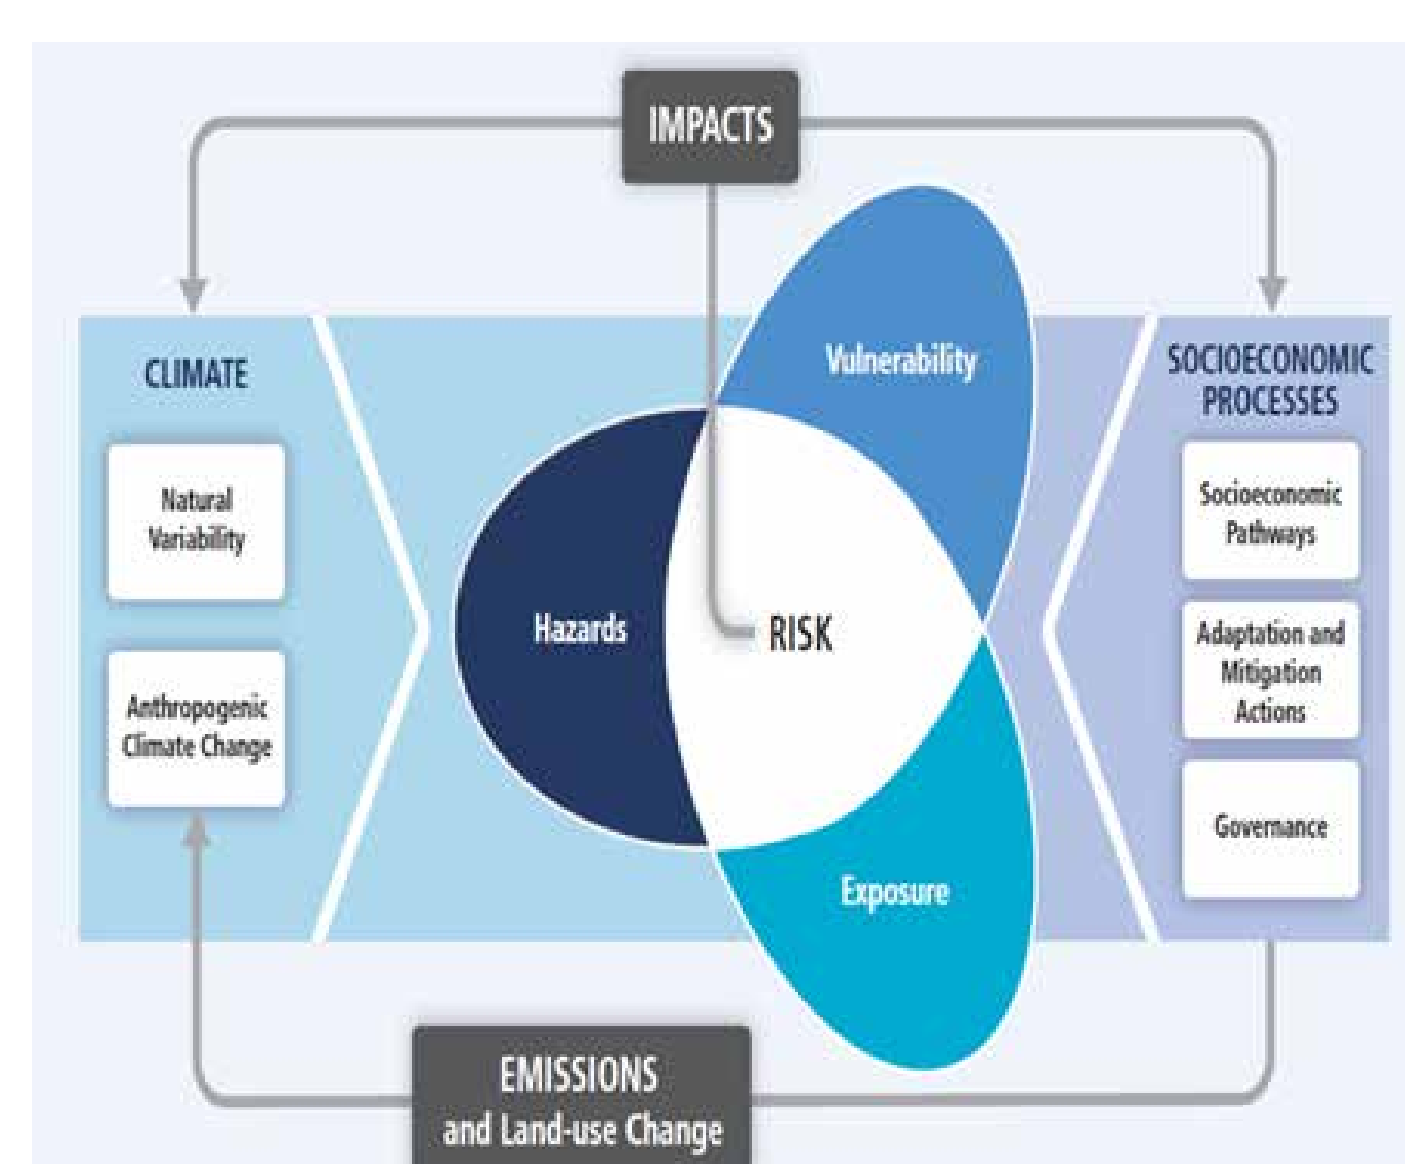 IMPACTS
Vulnerability
CLIMATE
SOCIOECONOMIC
PROCESSES
Natural
Variability
Anthropogenic
Climate Change
Hazards
RISK
Socioeconomic
Pathways
Adaptation and
Mitigation
Actions
Governance
Exposure
EMISSIONS
and Land-use Change